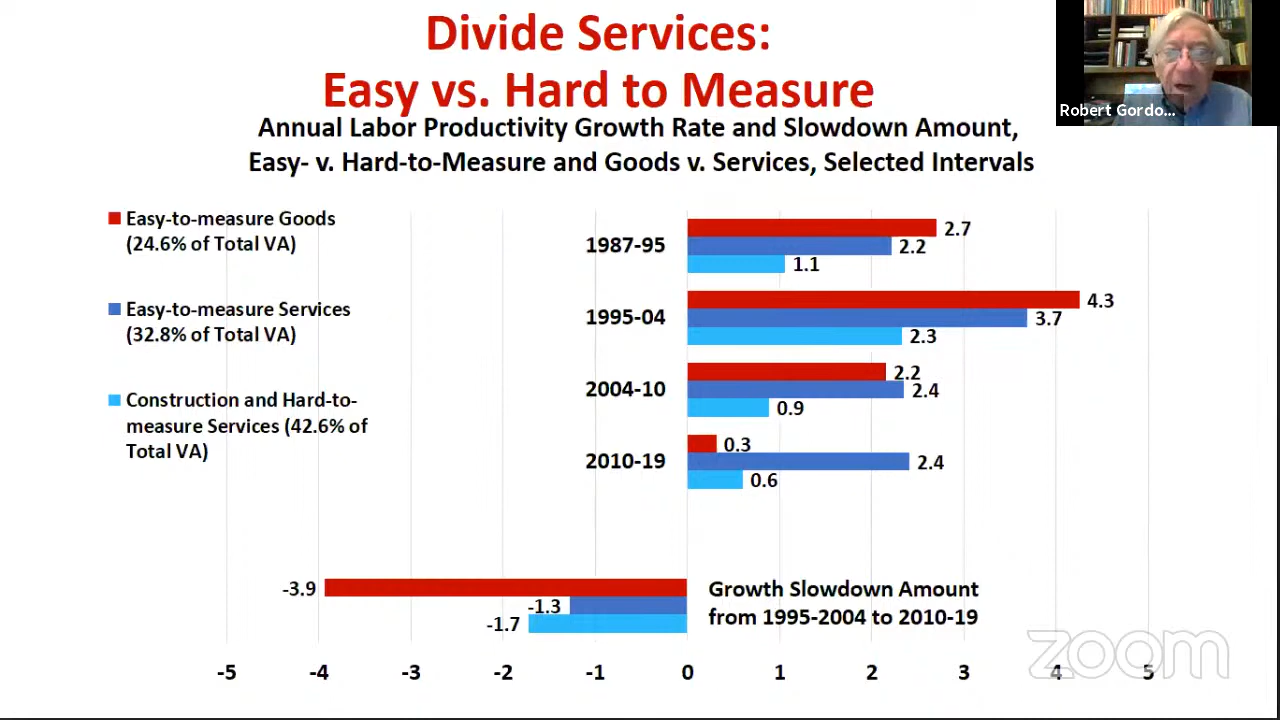 Divide Services:
Easy vs. Hard to Measure
Robert Gordo...
Annual Labor Productivity Growth Rate and Slowdown Amount,
Easy- v. Hard-to-Measure and Goods v. Services, Selected Intervals
Easy-to-measure Goods
(24.6% of Total VA)
Easy-to-measure Services
(32.8% of Total VA)
Construction and Hard-to-
measure Services (42.6% of
Total VA)
1987-95
2.7
2.2
1.1
1995-04
4.3
3.7
2.3
2004-10
2.2
2.4
0.9
2010-19
0.3
2.4
0.6
-3.9
-1.3
-1.7
Growth Slowdown Amount
from 1995-2004 to 2010-19
zoom
-5 -4 -3 -2 -1 0 1 2 3 4 5